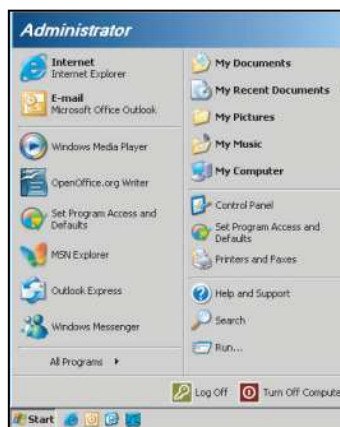 Administrator
Internet
Internet Explorer
E-mail
Microsoft Office Outlook
Windows Media Player
OpenOffice.org Writer
Set Program Access and
Defaults
MSN Explorer
Outlook Express
Windows Messenger
All Programs
My Documents
My Recent Documents
My Pictures
My Music
My Computer
Control Panel
Set Program Access and
Defaults
Printers and Faxes
Help and Support
Search
Run...
Log Off
Turn Off Compute
Start